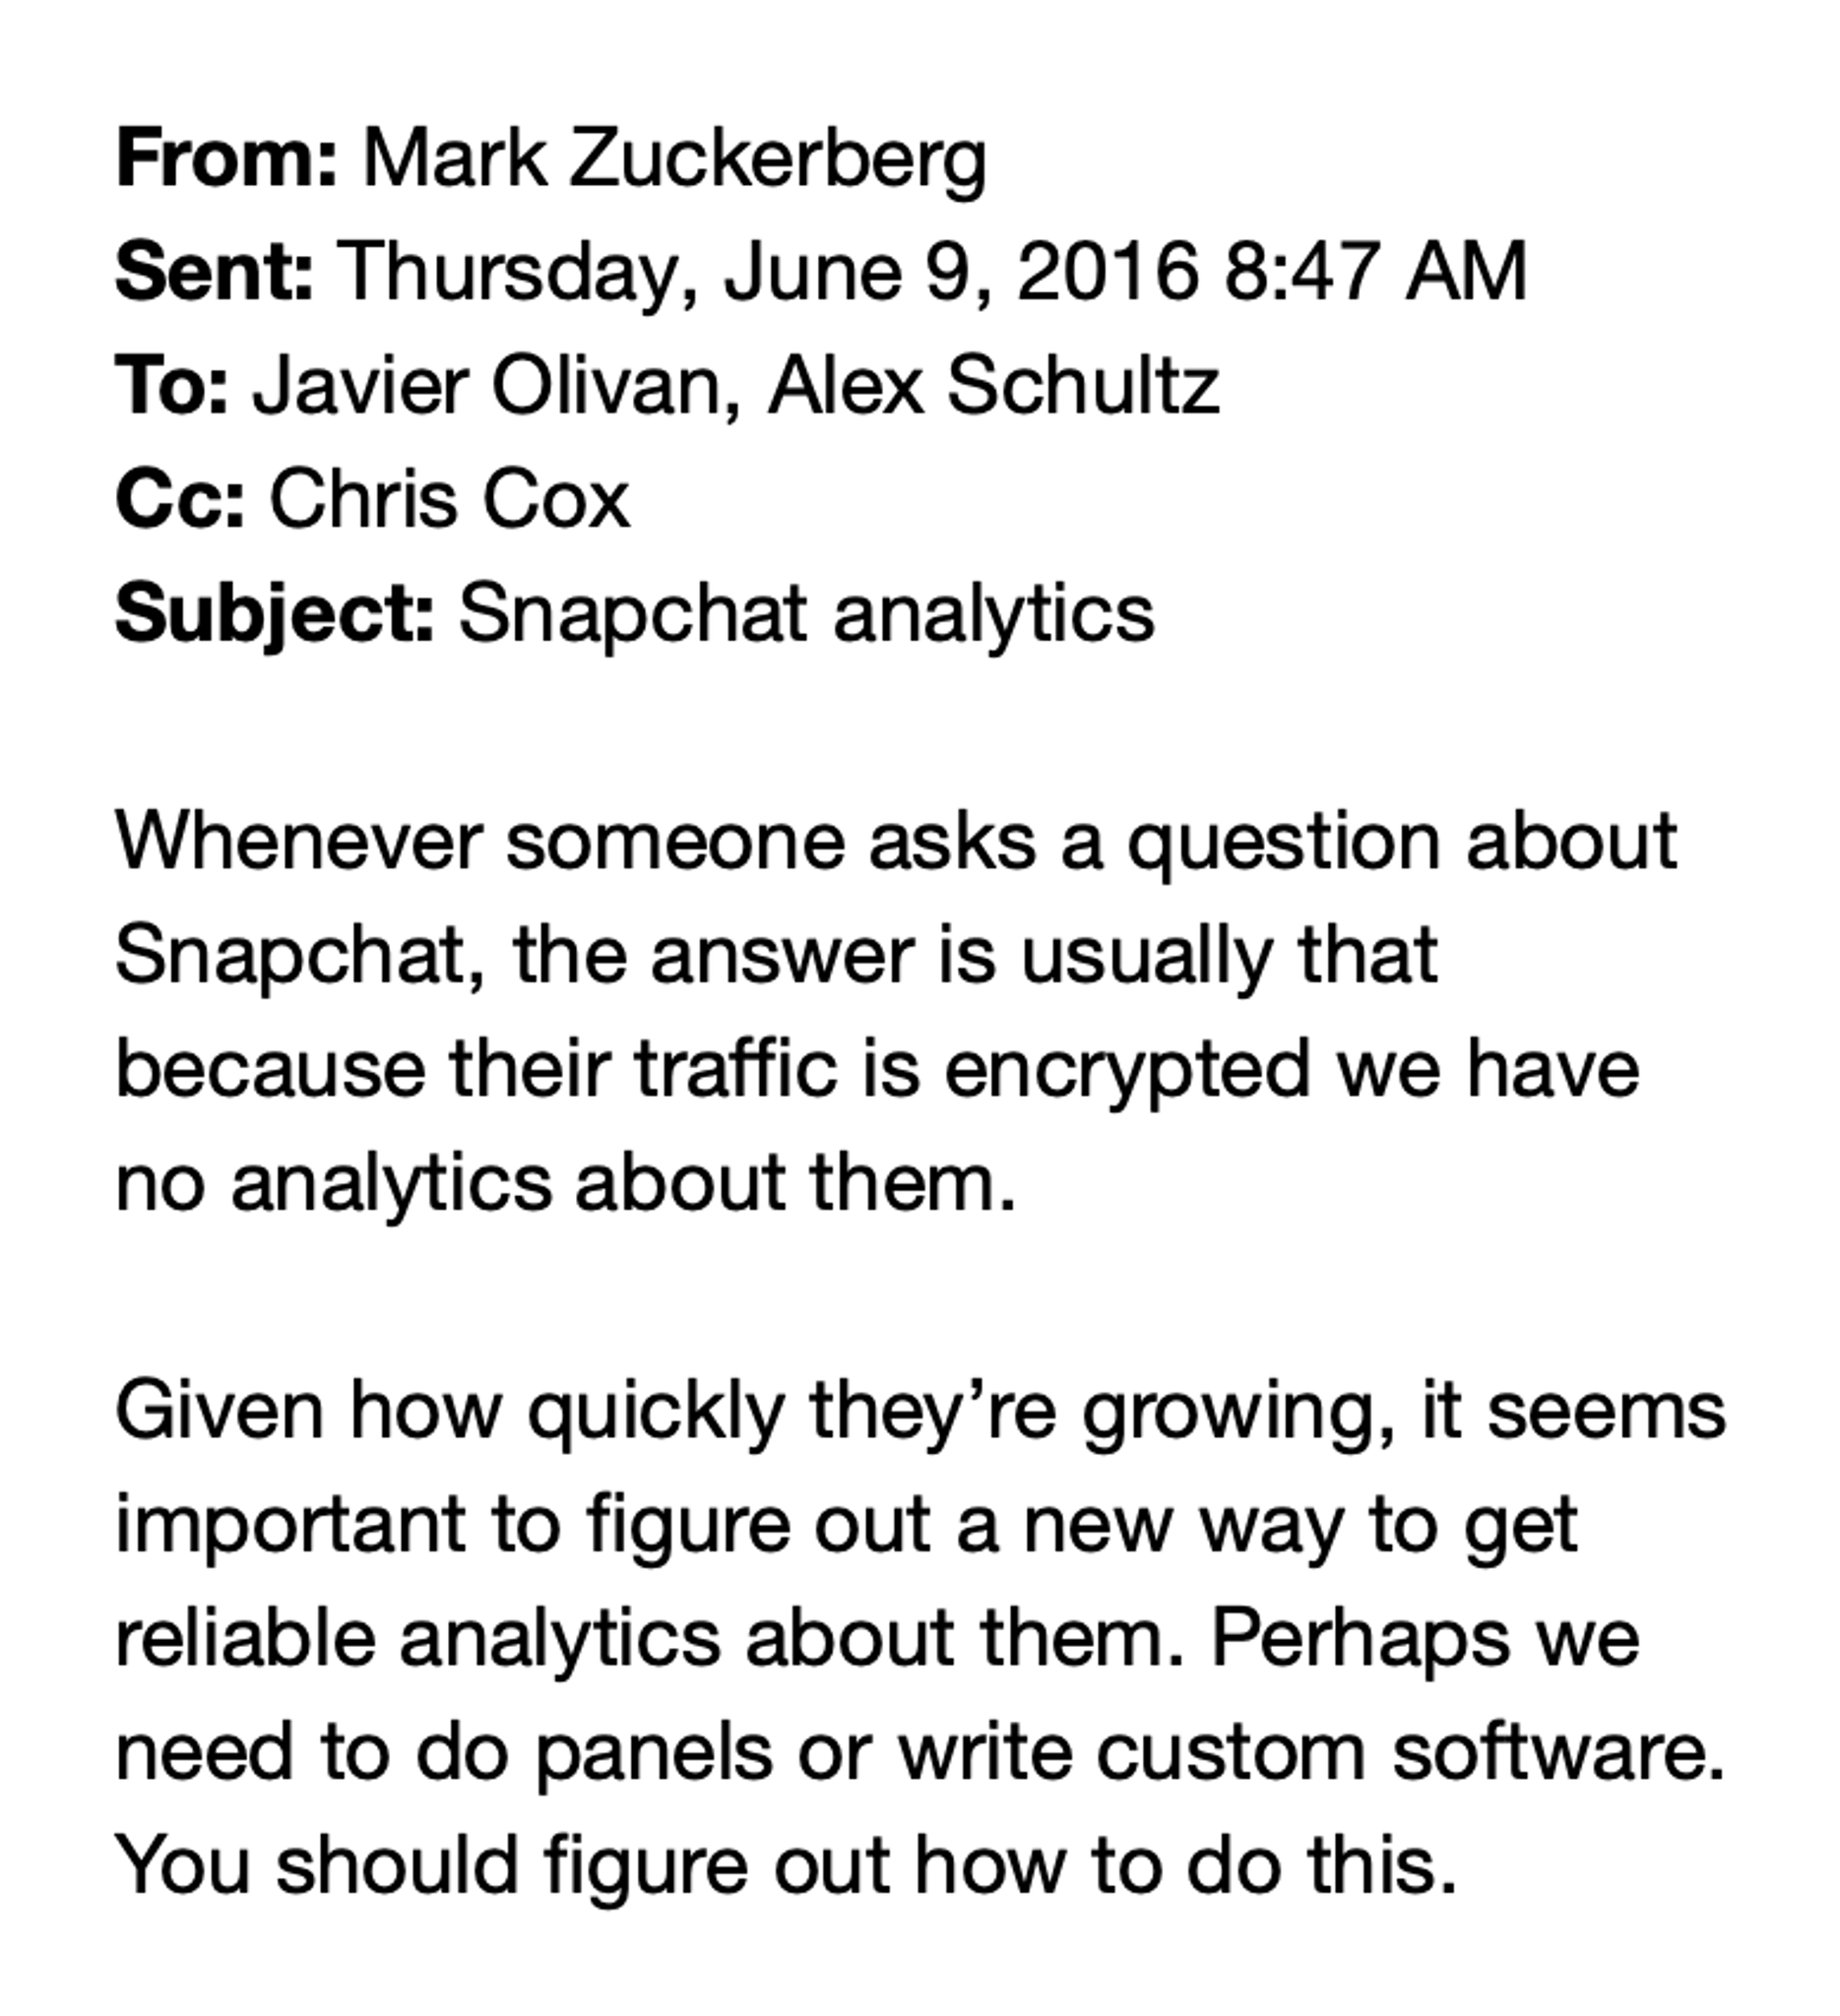 From: Mark Zuckerberg
Sent: Thursday, June 9, 2016 8:47 AM
To: Javier Olivan, Alex Schultz
Cc: Chris Cox
Subject: Snapchat analytics
Whenever someone asks a question about
Snapchat, the answer is usually that
because their traffic is encrypted we have
no analytics about them.
Given how quickly they’re growing, it seems
important to figure out a new way to get
reliable analytics about them. Perhaps we
need to do panels or write custom software.
You should figure out how to do this.